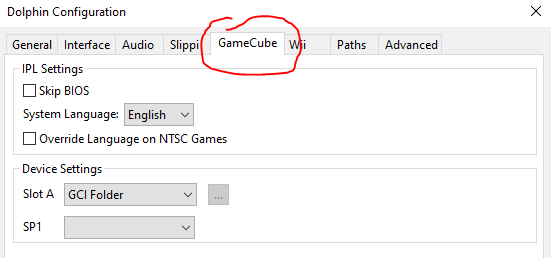 Dolphin Configuration
General Interface Audio Slippi GameCube Wii Paths Advanced
IPL Settings
Skip BIOS
System Language: English
Override Language on NTSC Games
Device Settings
Slot A GCI Folder ...
SP1